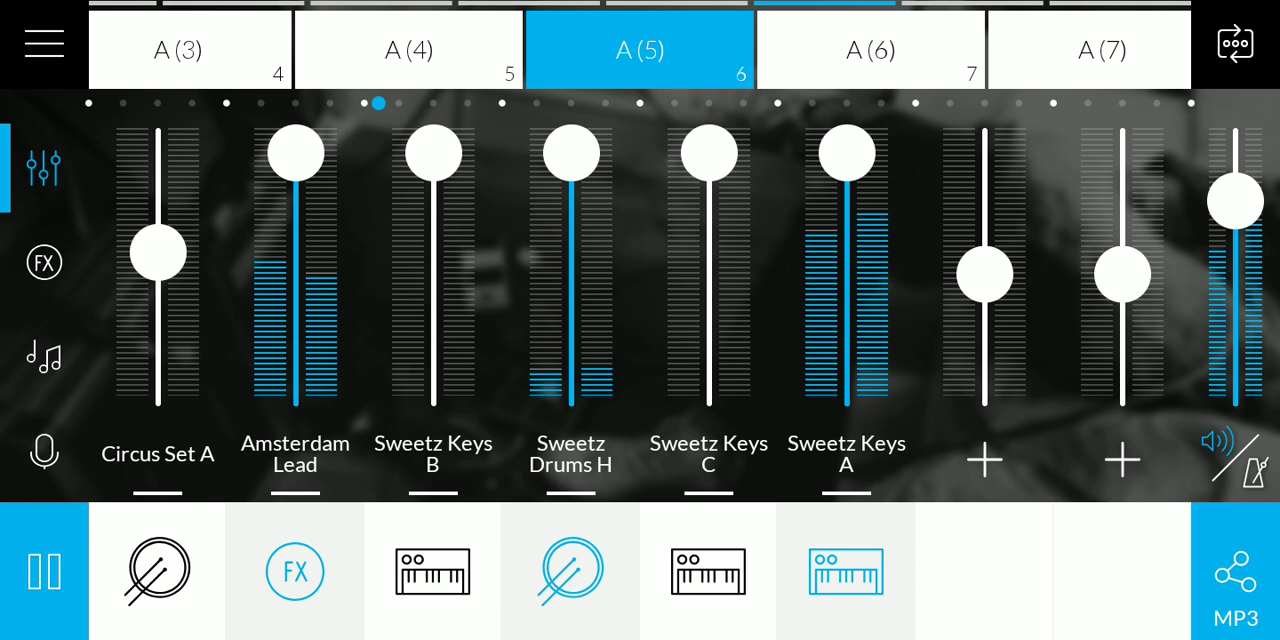 A (3)
4
A (4)
5
A (5)
6
A (6)
7
A (7)
FX
Circus Set A
Amsterdam
Lead
Sweetz Keys
B
Sweetz
Drums H
Sweetz Keys
C
Sweetz Keys
A
FX
MP3